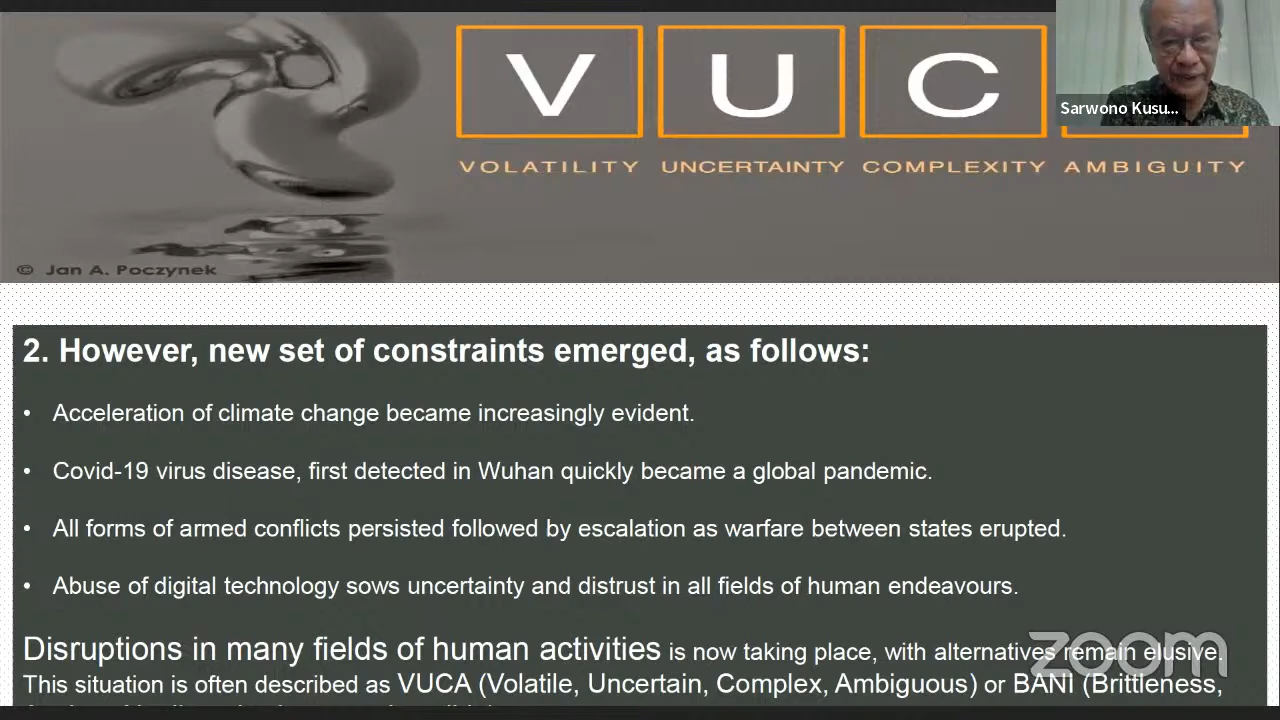 V U C
Sarwono Kusu...
VOLATILITY UNCERTAINTY COMPLEXITY AMBIGUITY
© Jan A. Poczynek
2. However, new set of constraints emerged, as follows:
• Acceleration of climate change became increasingly evident.
• Covid-19 virus disease, first detected in Wuhan quickly became a global pandemic.
• All forms of armed conflicts persisted followed by escalation as warfare between states erupted.
• Abuse of digital technology sows uncertainty and distrust in all fields of human endeavours.
Disruptions in many fields of human activities is now taking place, with alternatives remain elusive.
zoom
This situation is often described as VUCA (Volatile, Uncertain, Complex, Ambiguous) or BANI (Brittleness,